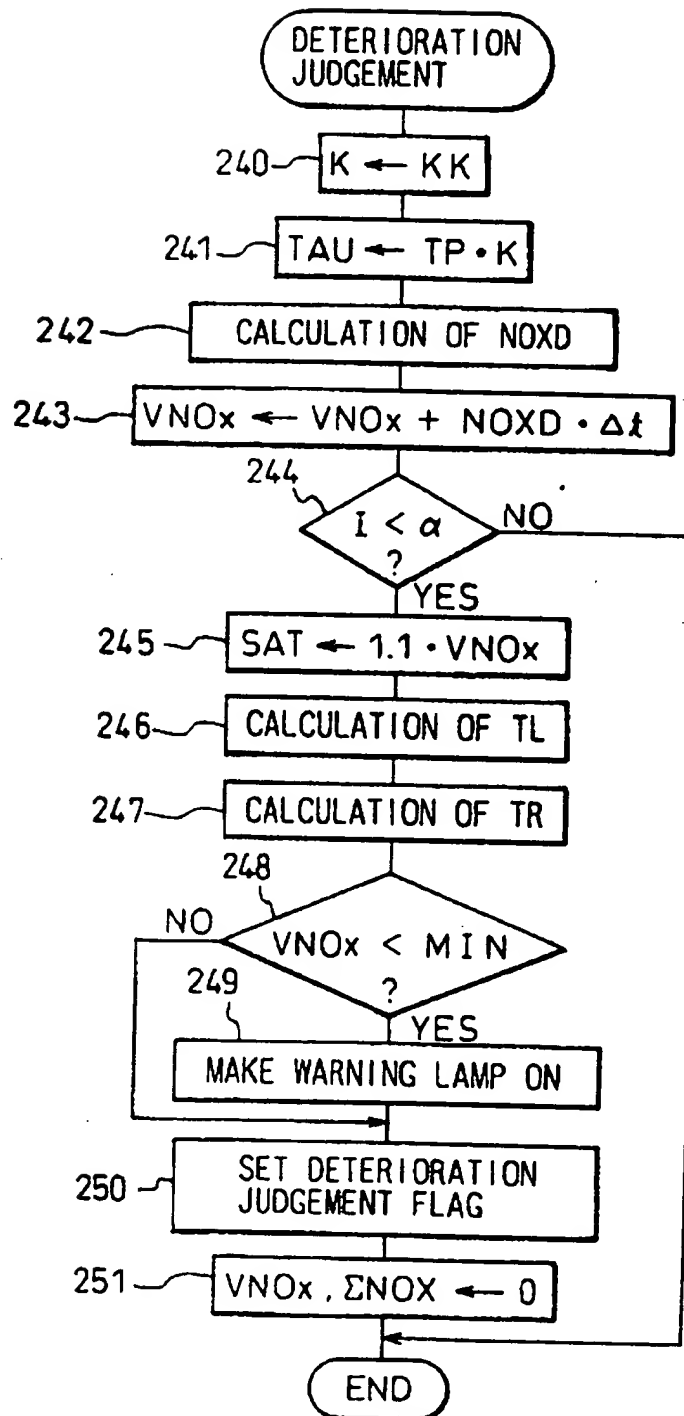 DETERIORATION
JUDGEMENT
240
K ← KK
241
TAU ← TP · K
242
CALCULATION OF NOXD
243
VNOx ← VNOx + NOXD · Δt
244
I < α
?
NO
YES
245
SAT ← 1.1 · VNOx
246
CALCULATION OF TL
247
CALCULATION OF TR
248
NO
VNOx < MIN
?
249
YES
MAKE WARNING LAMP ON
250
SET DETERIORATION
JUDGEMENT FLAG
251
VNOx, ΣNOX ← 0
END